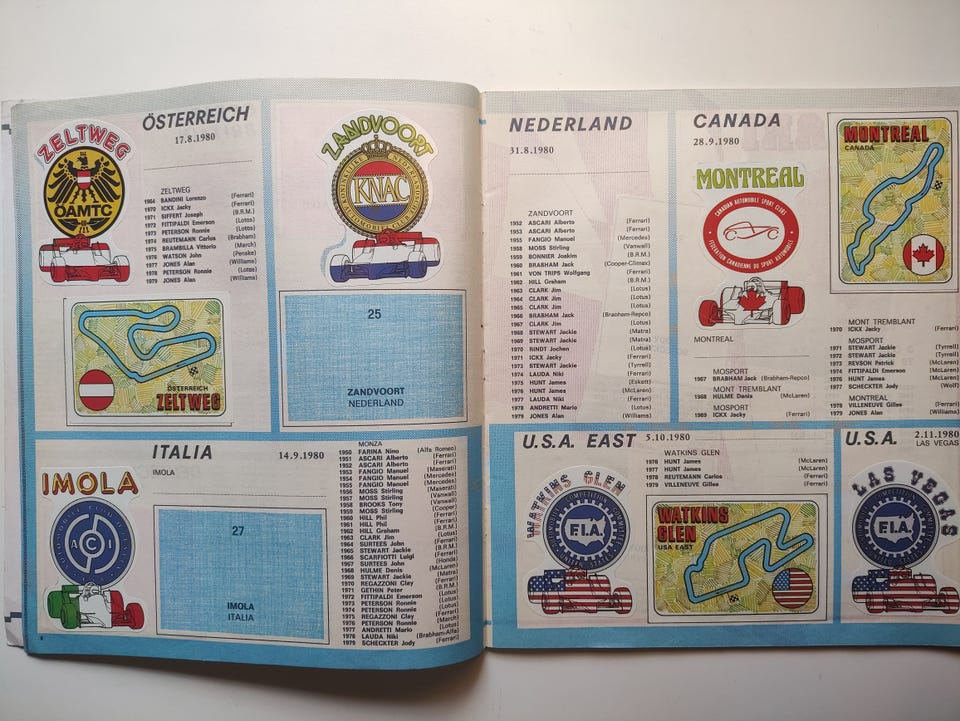 ÖSTERREICH
17.8.1980
ZELTWEG
ÖAMTC
ZELTWEG
1964 BANDINI Lorenzo (Ferrari)
1970 ICKX Jacky (Ferrari)
1971 SIFFERT Joseph (B.R.M.)
1972 FITTIPALDI Emerson (Lotus)
1973 PETERSON Ronnie (Lotos)
1974 REUTEMANN Carlos (Brabham)
1975 BRAMBILLA Vittorio (March)
1976 WATSON John (Penske)
1977 JONES Alan (Williams)
1978 PETERSON Ronnie (Lotus)
1979 JONES Alan (Williams)
ÖSTERREICH
ZELTWEG
ZANDVOORT
KONINKLIJKE NEDERLANDSE
KNAC
AUTOMOBIEL CLUB
25
ZANDVOORT
NEDERLAND
ITALIA
14.9.1980
IMOLA
IMOLA
ACI
27
IMOLA
ITALIA
MONZA
1950 FARINA Nino (Alfa Romeo)
1951 ASCARI Alberto (Ferrari)
1952 ASCARI Alberto (Ferrari)
1953 FANGIO Manuel (Maserati)
1954 FANGIO Manuel (Mercedes)
1955 FANGIO Manuel (Mercedes)
1956 MOSS Stirling (Maserati)
1957 MOSS Stirling (Vanwall)
1958 BROOKS Tony (Vanwall)
1959 MOSS Stirling (Cooper)
1960 HILL Phil (Ferrari)
1961 HILL Phil (Ferrari)
1962 HILL Graham (B.R.M.)
1963 CLARK Jim (Lotus)
1964 SURTEES John (Ferrari)
1965 STEWART Jackie (B.R.M.)
1966 SCARFIOTTI Luigi (Ferrari)
1967 SURTEES John (Honda)
1968 HULME Denis (McLaren)
1969 STEWART Jackie (Matra)
1970 REGAZZONI Clay (Ferrari)
1971 GETHIN Peter (B.R.M.)
1972 FITTIPALDI Emerson (Lotus)
1973 PETERSON Ronnie (Lotus)
1974 PETERSON Ronnie (Lotus)
1975 REGAZZONI Clay (Ferrari)
1976 PETERSON Ronnie (March)
1977 ANDRETTI Mario (Lotus)
1978 LAUDA Niki (Brabham-Alfa)
1979 SCHECKTER Jody (Ferrari)
NEDERLAND
31.8.1980
ZANDVOORT
1952 ASCARI Alberto (Ferrari)
1953 ASCARI Alberto (Ferrari)
1955 FANGIO Manuel (Mercedes)
1958 MOSS Stirling (Vanwall)
1959 BONNIER Joakim (B.R.M.)
1960 BRABHAM Jack (Cooper-Climax)
1961 VON TRIPS Wolfgang (Ferrari)
1962 HILL Graham (B.R.M.)
1963 CLARK Jim (Lotus)
1964 CLARK Jim (Lotus)
1965 CLARK Jim (Lotus)
1966 BRABHAM Jack (Braoham-Repco)
1967 CLARK Jim (Lotus)
1968 STEWART Jackie (Matra)
1969 STEWART Jackie (Matra)
1970 RINDT Jochen (Lotus)
1971 ICKX Jacky (Ferrari)
1973 STEWART Jackie (Tyrrell)
1974 LAUDA Niki (Ferrari)
1975 HUNT James (Eskett)
1976 HUNT James (McLaren)
1977 LAUDA Niki (Ferrari)
1978 ANDRETTI Mario (Lotus)
1979 JONES Alan (Williams)
CANADA
28.9.1980
MONTREAL
CANADIAN AUTOMOBILE SPORT CLUBS
FEDERATION CANADIENNE DU SPORT AUTOMOBILE
MONTREAL
CANADA
MONTREAL
MOSPORT
1967 BRABHAM Jack (Brabham-Repco)
MONT TREMBLANT
1968 HULME Denis (McLaren)
MOSPORT
1969 ICKX Jacky (Ferrari)
MONT TREMBLANT
1970 ICKX Jacky (Ferrari)
MOSPORT
1971 STEWART Jackie (Tyrrell)
1972 STEWART Jackie (Tyrrell)
1973 REVSON Patrick (McLaren)
1974 FITTIPALDI Emerson (McLaren)
1976 HUNT James (McLaren)
1977 SCHECKTER Jody (Wolf)
MONTREAL
1978 VILLENEUVE Gilles (Ferrari)
1979 JONES Alan (Williams)
U.S.A. EAST
5.10.1980
WATKINS GLEN
1976 HUNT James (McLaren)
1977 HUNT James (McLaren)
1978 REUTEMANN Carlos (Ferrari)
1979 VILLENEUVE Gilles (Ferrari)
WATKINS GLEN
F.I.A.
WATKINS
GLEN
USA EAST
U.S.A.
2.11.1980
LAS VEGAS
LAS VEGAS
F.I.A.